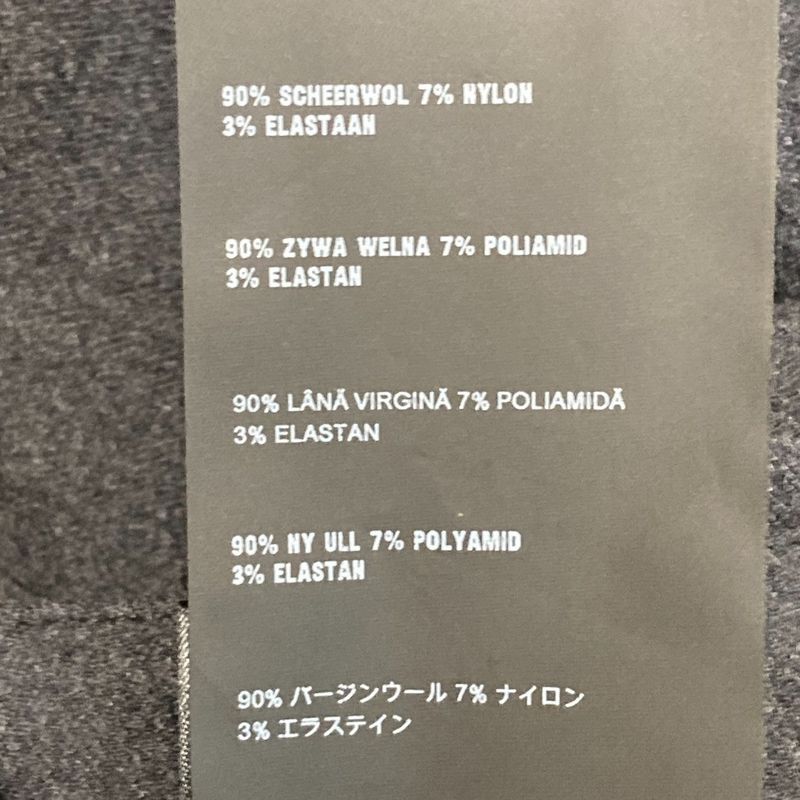 90% SCHEERWOL 7% NYLON
3% ELASTAAN
90% ZYWA WELNA 7% POLIAMID
3% ELASTAN
90% LÂNĂ VIRGINĂ 7% POLIAMIDĂ
3% ELASTAN
90% NY ULL 7% POLYAMID
3% ELASTAN
90% バージンウール 7% ナイロン
3% エラステイン